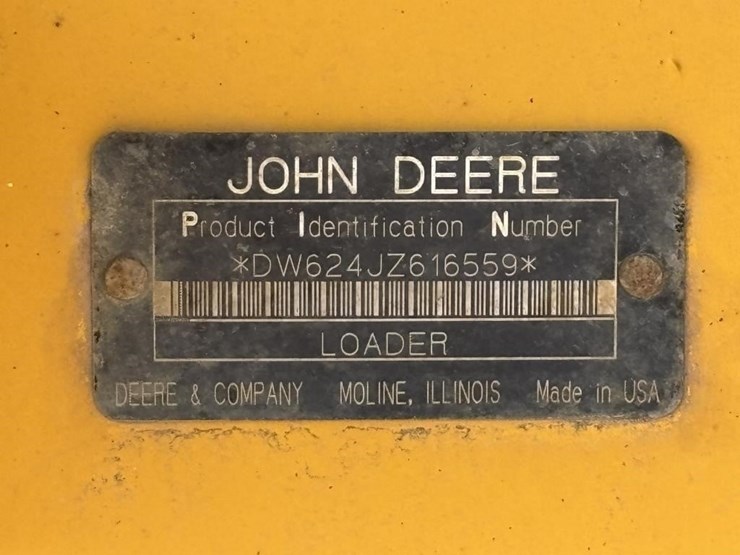 JOHN DEERE
Product Identification Number
*DW624JZ616559*
LOADER
DEERE & COMPANY MOLINE, ILLINOIS Made in USA